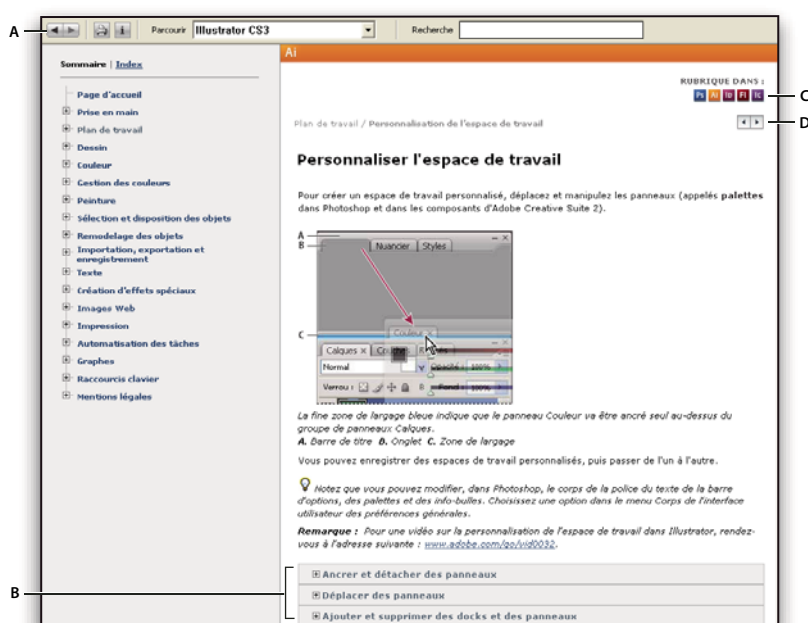 A
Parcourir Illustrator CS3 Recherche
Ai
Sommaire | Index
Page d'accueil
Prise en main
Plan de travail
Dessin
Couleur
Gestion des couleurs
Peinture
Sélection et disposition des objets
Remodelage des objets
Importation, exportation et
enregistrement
Texte
Création d'effets spéciaux
Images Web
Impression
Automatisation des tâches
Graphes
Raccourcis clavier
Mentions légales
RUBRIQUE DANS :
Ps Ai Id Fl Ic
C
D
Plan de travail / Personnalisation de l'espace de travail
Personnaliser l'espace de travail
Pour créer un espace de travail personnalisé, déplacez et manipulez les panneaux (appelés palettes
dans Photoshop et dans les composants d'Adobe Creative Suite 2).
A
B
Nuancier Styles
C
Couleur
Calques Couches
Normal Opacité : 100%
Verrou : Fond : 100%
La fine zone de largage bleue indique que le panneau Couleur va être ancré seul au-dessus du
groupe de panneaux Calques.
A. Barre de titre B. Onglet C. Zone de largage
Vous pouvez enregistrer des espaces de travail personnalisés, puis passer de l'un à l'autre.
Notez que vous pouvez modifier, dans Photoshop, le corps de la police du texte de la barre
d'options, des palettes et des info-bulles. Choisissez une option dans le menu Corps de l'interface
utilisateur des préférences générales.
Remarque : Pour une vidéo sur la personnalisation de l'espace de travail dans Illustrator, rendez-
vous à l'adresse suivante : www.adobe.com/go/vid0032.
B
Ancrer et détacher des panneaux
Déplacer des panneaux
Ajouter et supprimer des docks et des panneaux